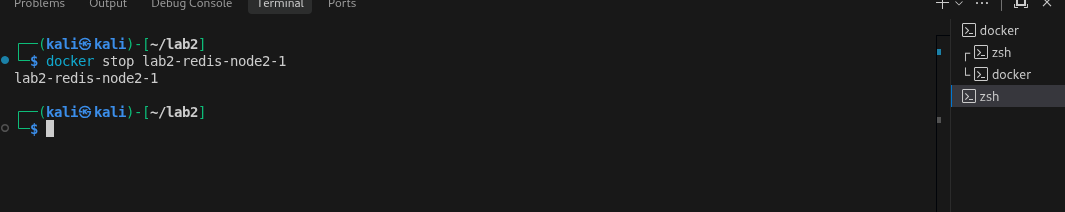 Problems Output Debug Console Terminal Ports
┌──(kali㉿kali)-[~/lab2]
└─$ docker stop lab2-redis-node2-1
lab2-redis-node2-1
┌──(kali㉿kali)-[~/lab2]
└─$
docker
zsh
docker
zsh